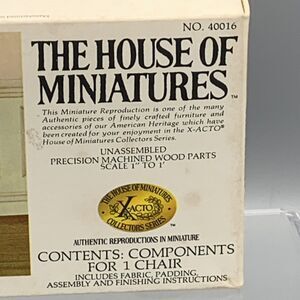 NO. 40016
THE HOUSE OF
MINIATURES™
This Miniature Reproduction is one of the many
Authentic pieces of finely crafted furniture and
accessories of our American Heritage which have
been created for your enjoyment in the X-ACTO®
House of Miniatures Collectors Series.
UNASSEMBLED
PRECISION MACHINED WOOD PARTS
SCALE 1" TO 1'
THE HOUSE OF MINIATURES
X-ACTO
COLLECTORS SERIES™
AUTHENTIC REPRODUCTIONS IN MINIATURE
CONTENTS: COMPONENTS
FOR 1 CHAIR
INCLUDES FABRIC, PADDING,
ASSEMBLY AND FINISHING INSTRUCTIONS